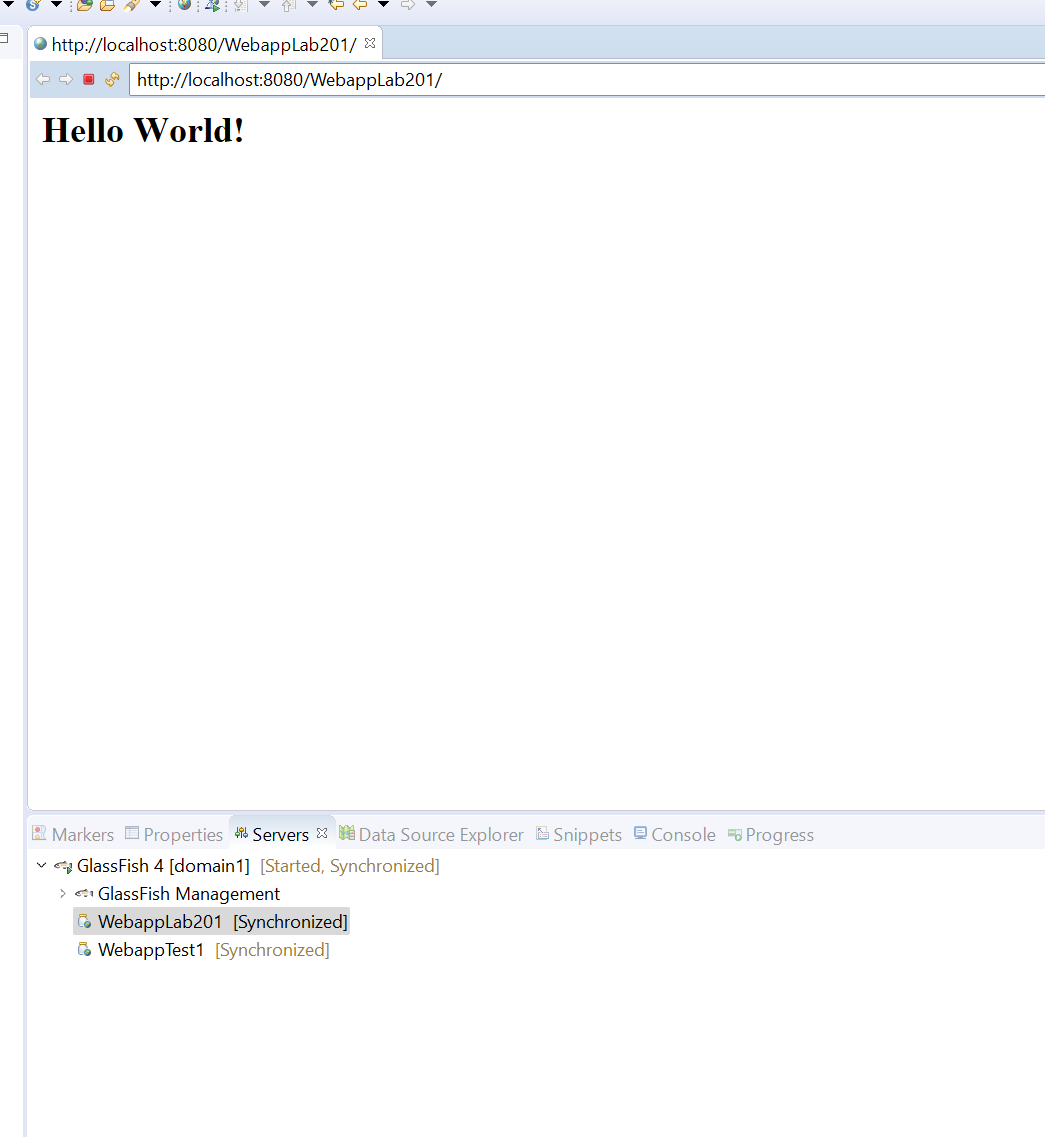 http://localhost:8080/WebappLab201/
http://localhost:8080/WebappLab201/
Hello World!
Markers Properties Servers Data Source Explorer Snippets Console Progress
GlassFish 4 [domain1] [Started, Synchronized]
GlassFish Management
WebappLab201 [Synchronized]
WebappTest1 [Synchronized]